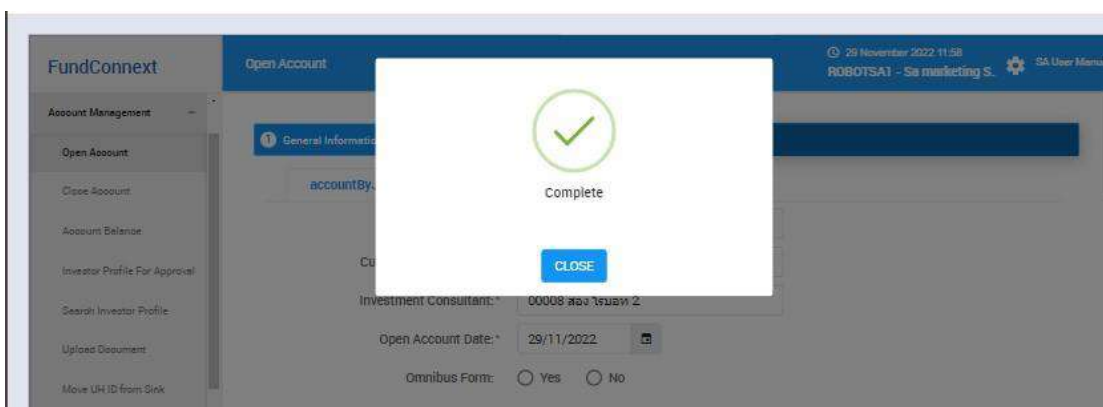 FundConnext
Open Account
29 November 2022 11:58
ROBOTSA1 - Sa marketing S..
SA User Manu
Account Management
Open Account
Close Account
Account Balance
Investor Profile For Approval
Search Investor Profile
Upload Document
Move UH ID from Sink
1 General Informatio
accountBy.
Cu
Investment Consultant:*
00008 สอง โรบอท 2
Open Account Date:*
29/11/2022
Omnibus Form:
Yes
No
Complete
CLOSE